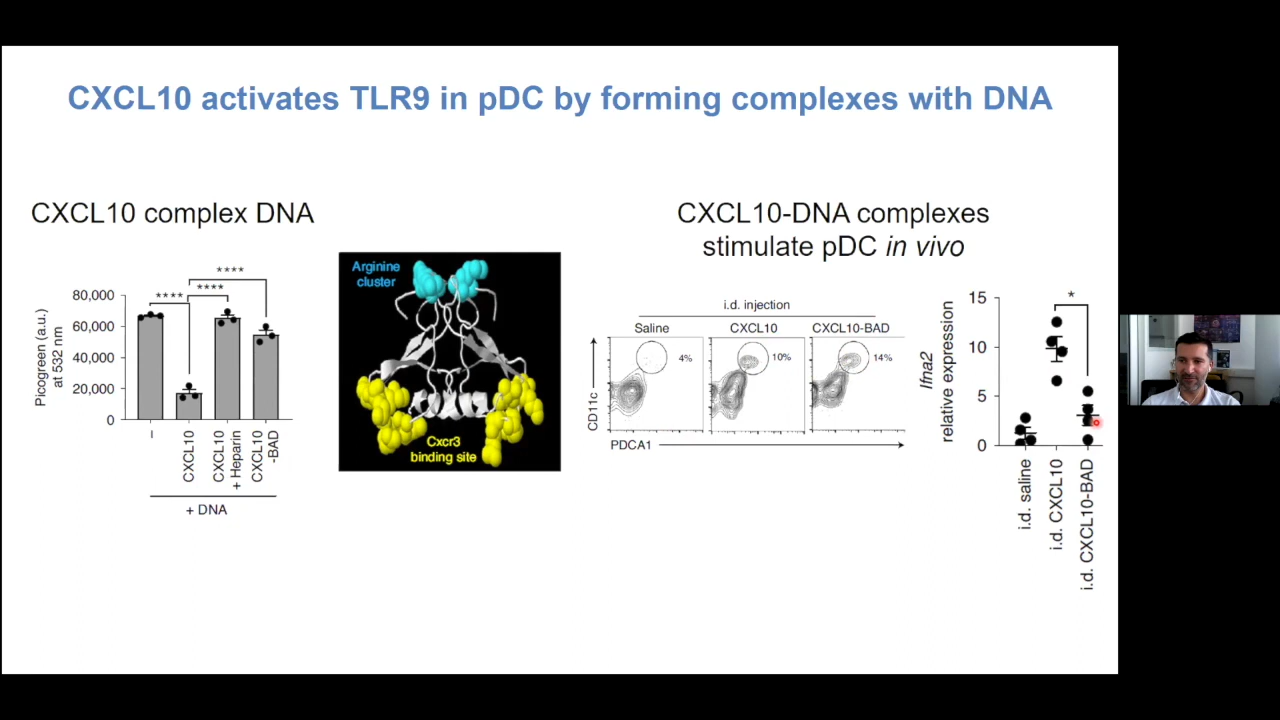 CXCL10 activates TLR9 in pDC by forming complexes with DNA
CXCL10 complex DNA
****
**** ****
80,000
60,000
40,000
20,000
0
Picogreen (a.u.)
at 532 nm
–
CXCL10
CXCL10
+ Heparin
CXCL10
-BAD
+ DNA
Arginine
cluster
Cxcr3
binding site
CXCL10-DNA complexes
stimulate pDC in vivo
i.d. injection
Saline CXCL10 CXCL10-BAD
4% 10% 14%
CD11c
PDCA1
*
15
10
5
0
Ifna2
relative expression
i.d. saline
i.d. CXCL10
i.d. CXCL10-BAD